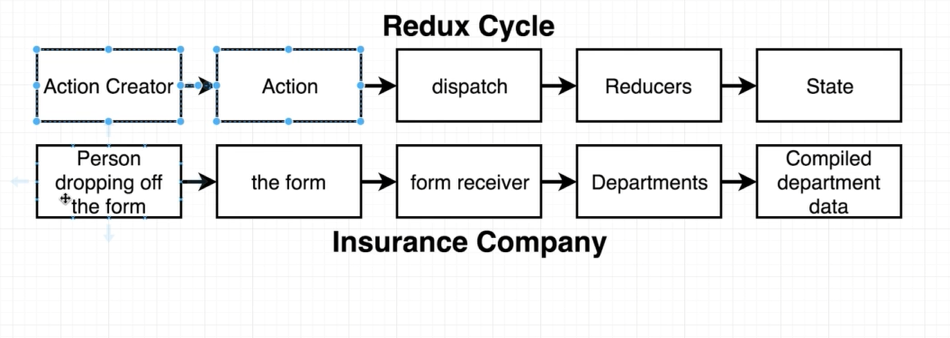 Redux Cycle
Action Creator
Action
dispatch
Reducers
State
Person
dropping off
the form
the form
form receiver
Departments
Compiled
department
data
Insurance Company